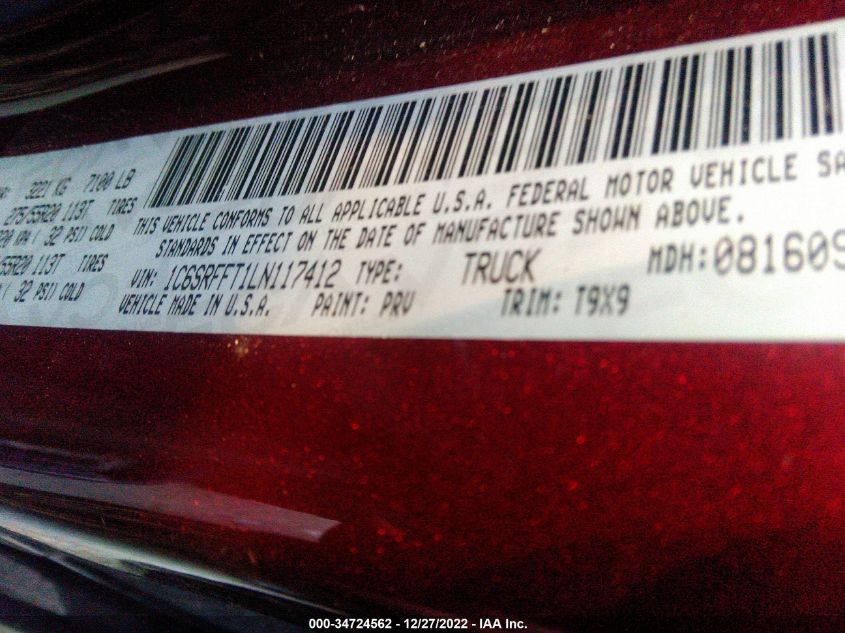 3221 KG 7100 LB
275/55R20 113T TIRES
32 PSI) COLD
113T TIRES
( 32 PSI) COLD
THIS VEHICLE CONFORMS TO ALL APPLICABLE U.S.A. FEDERAL MOTOR VEHICLE SA
STANDARDS IN EFFECT ON THE DATE OF MANUFACTURE SHOWN ABOVE.
VIN: 1C6SRFFT1LN117412 TYPE: TRUCK MDH:081609
VEHICLE MADE IN U.S.A. PAINT: PRV TRIM: T9X9
000-34724562 - 12/27/2022 - IAA Inc.